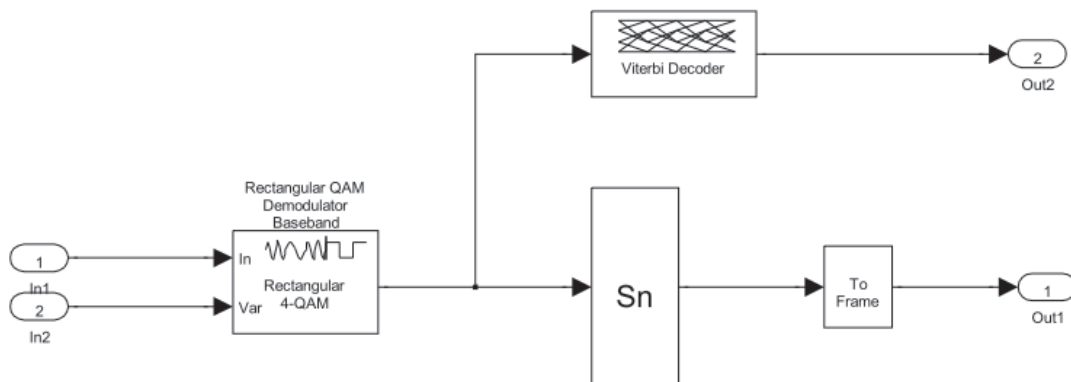 Viterbi Decoder
2
Out2
Rectangular QAM
Demodulator
Baseband
1
In1
2
In2
In
Var
Rectangular
4-QAM
Sn
To
Frame
1
Out1